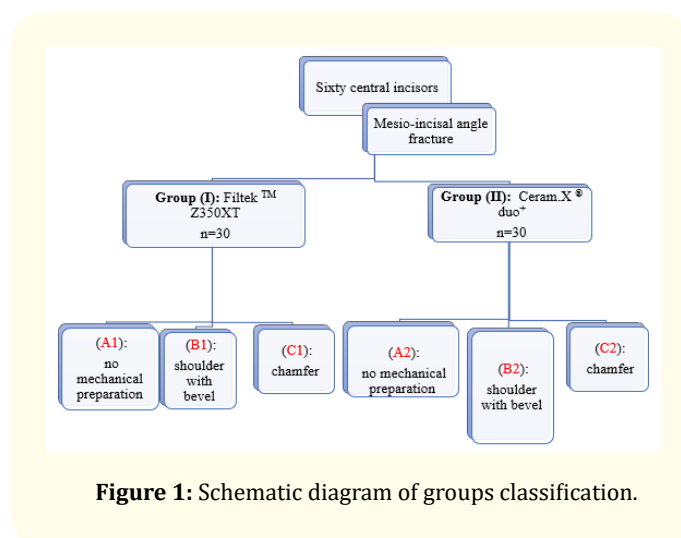 Sixty central incisors
Mesio-incisal angle
fracture
Group (I): Filtek ™
Z350XT
n=30
Group (II): Ceram.X ®
duo⁺
n=30
(A1):
no
mechanical
preparation
(B1):
shoulder
with
bevel
(C1):
chamfer
(A2):
no mechanical
preparation
(B2):
shoulder
with bevel
(C2):
chamfer
Figure 1: Schematic diagram of groups classification.